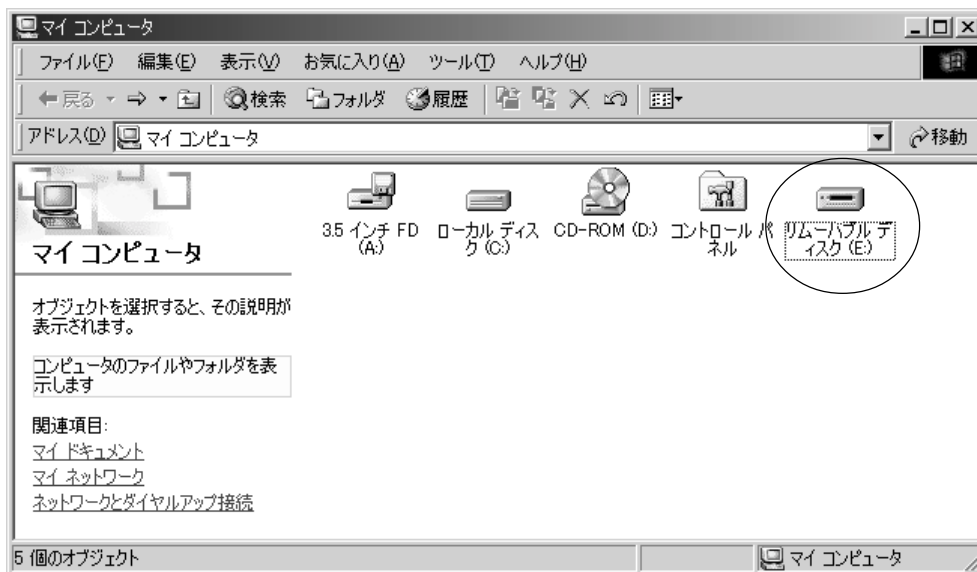 マイ コンピュータ
ファイル(F) 編集(E) 表示(V) お気に入り(A) ツール(T) ヘルプ(H)
戻る 検索 フォルダ 履歴
アドレス(D) マイ コンピュータ 移動
マイ コンピュータ
オブジェクトを選択すると、その説明が
表示されます。
コンピュータのファイルやフォルダを表
示します
関連項目:
マイ ドキュメント
マイ ネットワーク
ネットワークとダイヤルアップ接続
3.5 インチ FD
(A:)
ローカル ディス
ク (C:)
CD-ROM (D:)
コントロール パ
ネル
リムーバブル デ
ィスク (E:)
5 個のオブジェクト マイ コンピュータ